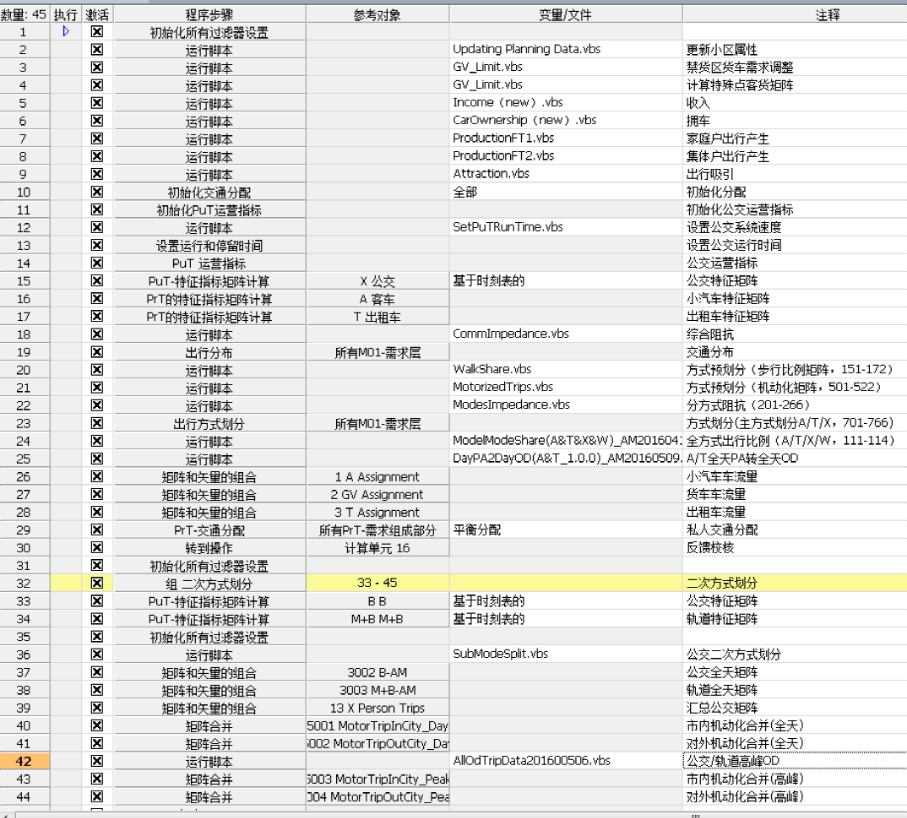 数量: 45 执行 激活 程序步骤 参考对象 变量/文件 注释
1 初始化所有过滤器设置
2 运行脚本 Updating Planning Data.vbs 更新小区属性
3 运行脚本 GV_Limit.vbs 禁货区货车需求调整
4 运行脚本 GV_Limit.vbs 计算特殊点客货矩阵
5 运行脚本 Income（new）.vbs 收入
6 运行脚本 CarOwnership（new）.vbs 拥车
7 运行脚本 ProductionFT1.vbs 家庭户出行产生
8 运行脚本 ProductionFT2.vbs 集体户出行产生
9 运行脚本 Attraction.vbs 出行吸引
10 初始化交通分配 全部 初始化分配
11 初始化PuT运营指标 初始化公交运营指标
12 运行脚本 SetPuTRunTime.vbs 设置公交系统速度
13 设置运行和停留时间 设置公交运行时间
14 PuT 运营指标 公交运营指标
15 PuT-特征指标矩阵计算 X 公交 基于时刻表的 公交特征矩阵
16 PrT的特征指标矩阵计算 A 客车 小汽车特征矩阵
17 PrT的特征指标矩阵计算 T 出租车 出租车特征矩阵
18 运行脚本 CommImpedance.vbs 综合阻抗
19 出行分布 所有M01-需求层 交通分布
20 运行脚本 WalkShare.vbs 方式预划分（步行比例矩阵，151-172）
21 运行脚本 MotorizedTrips.vbs 方式预划分（机动化矩阵，501-522）
22 运行脚本 ModesImpedance.vbs 分方式阻抗（201-266）
23 出行方式划分 所有M01-需求层 方式划分(主方式划分A/T/X，701-766)
24 运行脚本 ModelModeShare(A&T&X&W)_AM201604 全方式出行比例（A/T/X/W，111-114）
25 运行脚本 DayPA2DayOD(A&T_1.0.0)_AM20160509. A/T全天PA转全天OD
26 矩阵和矢量的组合 1 A Assignment 小汽车车流量
27 矩阵和矢量的组合 2 GV Assignment 货车车流量
28 矩阵和矢量的组合 3 T Assignment 出租车流量
29 PrT-交通分配 所有PrT-需求组成部分 平衡分配 私人交通分配
30 转到操作 计算单元 16 反馈校核
31 初始化所有过滤器设置
32 组 二次方式划分 33 - 45 二次方式划分
33 PuT-特征指标矩阵计算 B B 基于时刻表的 公交特征矩阵
34 PuT-特征指标矩阵计算 M+B M+B 基于时刻表的 轨道特征矩阵
35 初始化所有过滤器设置
36 运行脚本 SubModeSplit.vbs 公交二次方式划分
37 矩阵和矢量的组合 3002 B-AM 公交全天矩阵
38 矩阵和矢量的组合 3003 M+B-AM 轨道全天矩阵
39 矩阵和矢量的组合 13 X Person Trips 汇总公交矩阵
40 矩阵合并 5001 MotorTripInCity_Day 市内机动化合并(全天)
41 矩阵合并 002 MotorTripOutCity_Da 对外机动化合并(全天)
42 运行脚本 AllOdTripData201600506.vbs 公交/轨道高峰OD
43 矩阵合并 5003 MotorTripInCity_Peak 市内机动化合并(高峰)
44 矩阵合并 004 MotorTripOutCity_Pea 对外机动化合并(高峰)